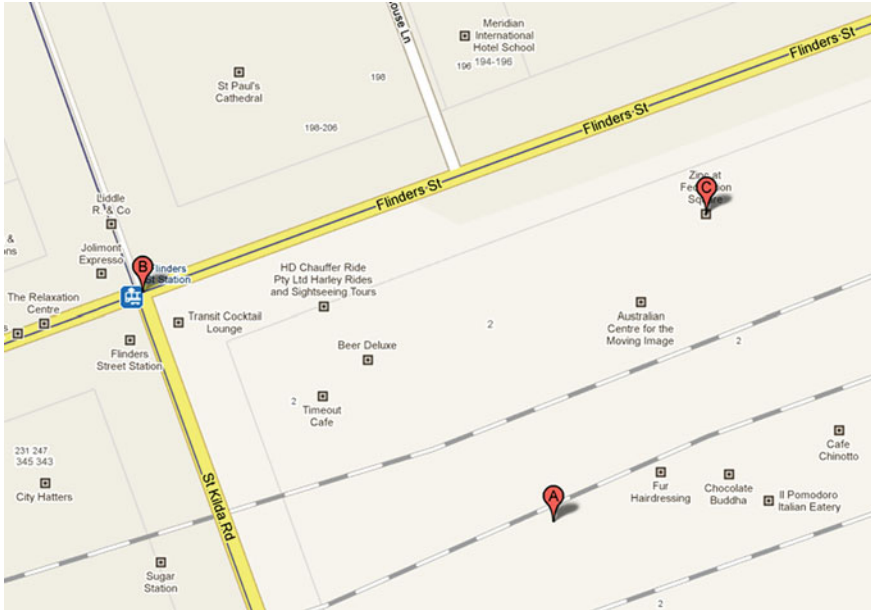 Meridian
International
Hotel School
196 194-196
ouse Ln
198
St Paul's
Cathedral
198-206
Flinders St
Flinders St
Flinders St
C
Zinc at
Square
Liddle
R & Co
&
ons
Jolimont
Expresso
B
Flinders
St Station
The Relaxation
Centre
s
HD Chauffer Ride
Pty Ltd Harley Rides
and Sightseeing Tours
Transit Cocktail
Lounge
2
Australian
Centre for the
Moving Image
2
Flinders
Street Station
Beer Deluxe
2
Timeout
Cafe
231 247
345 343
City Hatters
St Kilda Rd
Cafe
Chinotto
A
Fur
Hairdressing
Chocolate
Buddha
Il Pomodoro
Italian Eatery
Sugar
Station
2